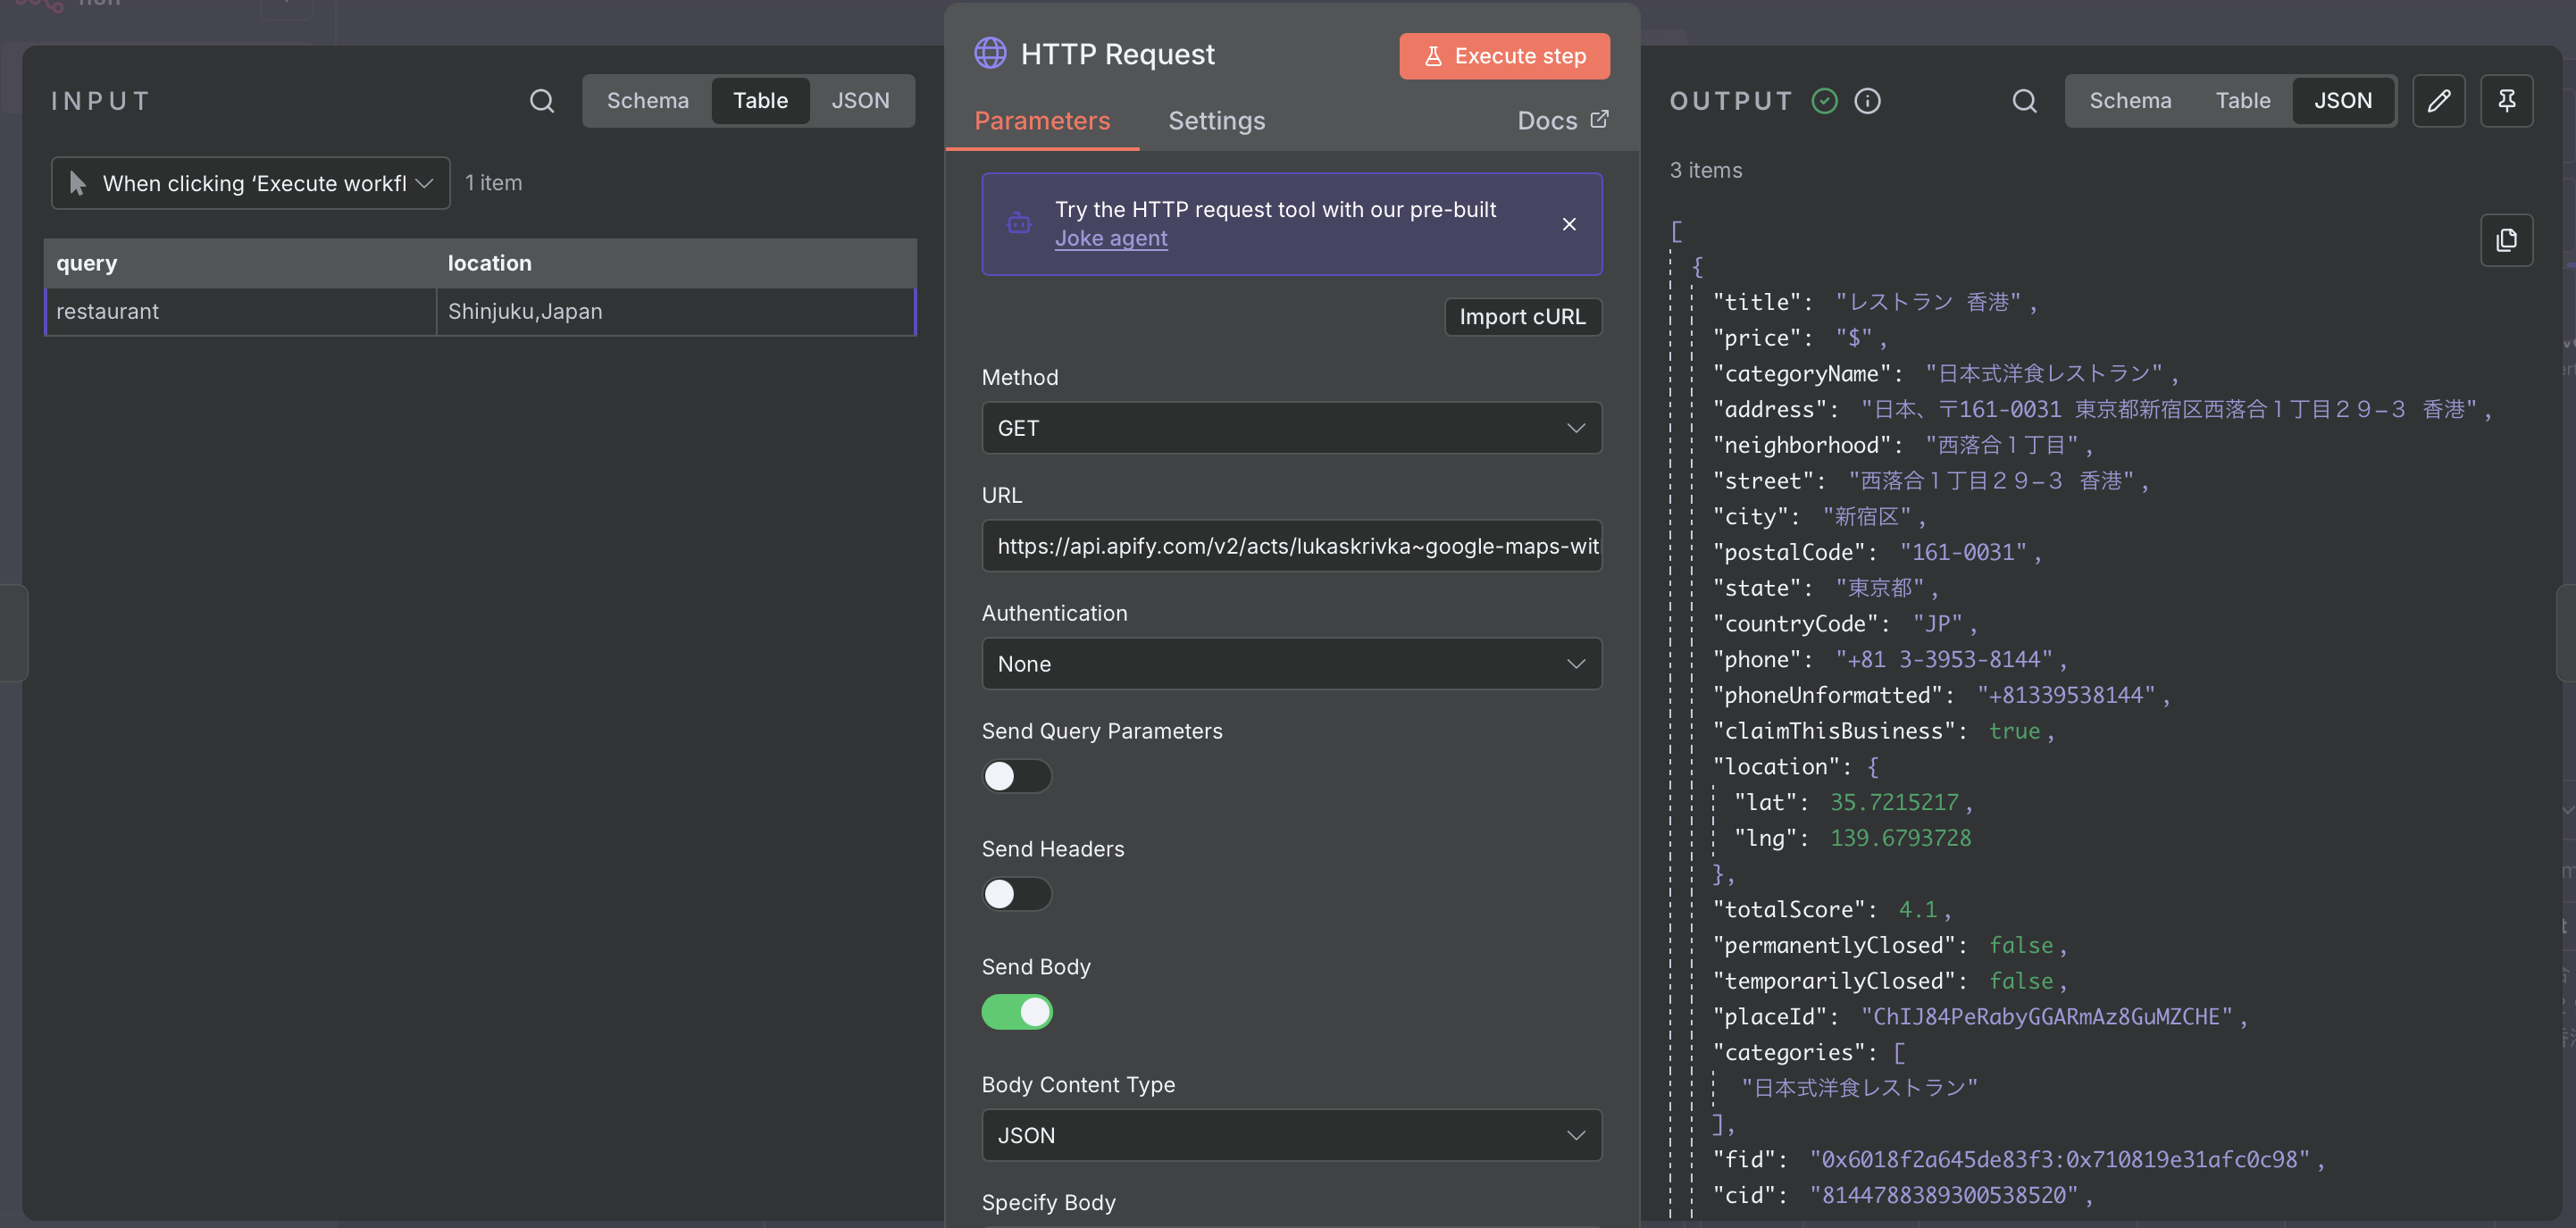 INPUT
Schema
Table
JSON
When clicking ‘Execute workfl
1 item
query location
restaurant Shinjuku,Japan
HTTP Request
Execute step
Parameters
Settings
Docs
Try the HTTP request tool with our pre-built
Joke agent
Import cURL
Method
GET
URL
https://api.apify.com/v2/acts/lukaskrivka~google-maps-wit
Authentication
None
Send Query Parameters
Send Headers
Send Body
Body Content Type
JSON
Specify Body
OUTPUT
Schema
Table
JSON
3 items
[
{
"title": "レストラン 香港",
"price": "$",
"categoryName": "日本式洋食レストラン",
"address": "日本、〒161-0031 東京都新宿区西落合１丁目２９−３ 香港",
"neighborhood": "西落合１丁目",
"street": "西落合１丁目２９−３ 香港",
"city": "新宿区",
"postalCode": "161-0031",
"state": "東京都",
"countryCode": "JP",
"phone": "+81 3-3953-8144",
"phoneUnformatted": "+81339538144",
"claimThisBusiness": true,
"location": {
"lat": 35.7215217,
"lng": 139.6793728
},
"totalScore": 4.1,
"permanentlyClosed": false,
"temporarilyClosed": false,
"placeId": "ChIJ84PeRabyGGARmAz8GuMZCHE",
"categories": [
"日本式洋食レストラン"
],
"fid": "0x6018f2a645de83f3:0x710819e31afc0c98",
"cid": "8144788389300538520",